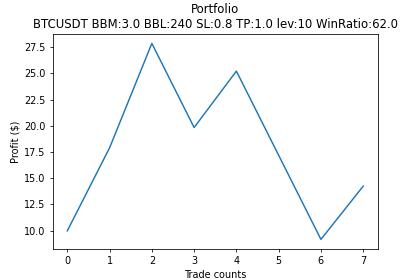 Portfolio
BTCUSDT BBM:3.0 BBL:240 SL:0.8 TP:1.0 lev:10 WinRatio:62.0
27.5
25.0
22.5
20.0
17.5
15.0
12.5
10.0
Profit ($)
0 1 2 3 4 5 6 7
Trade counts